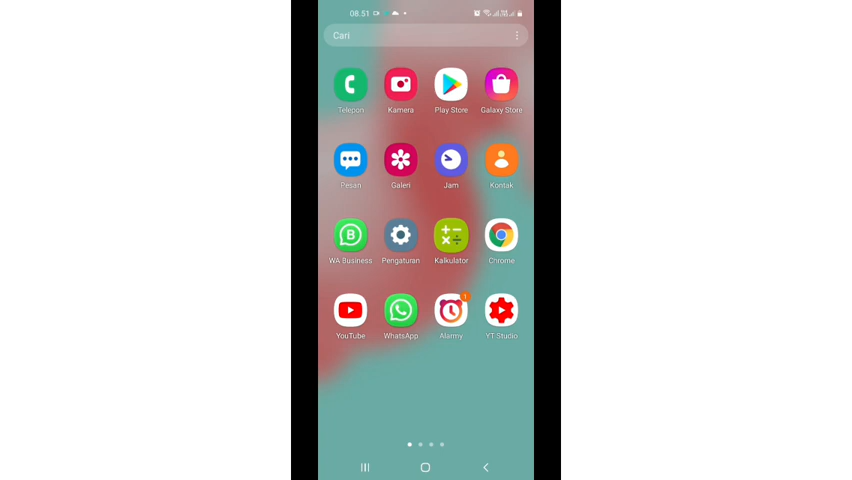 08.51
Cari
Telepon Kamera Play Store Galaxy Store
Pesan Galeri Jam Kontak
WA Business Pengaturan Kalkulator Chrome
YouTube WhatsApp Alarmy YT Studio
1